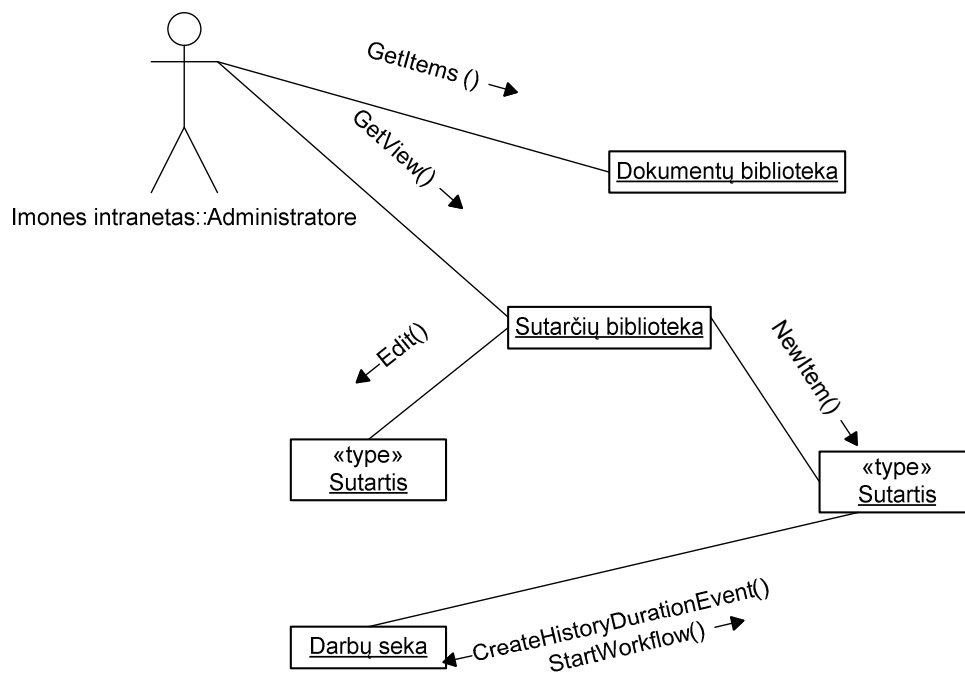 GetItems ()
GetView()
Dokumentų biblioteka
Imones intranetas::Administratore
Sutarčių biblioteka
Edit()
NewItem()
«type»
Sutartis
«type»
Sutartis
CreateHistoryDurationEvent()
StartWorkflow()
Darbų seka